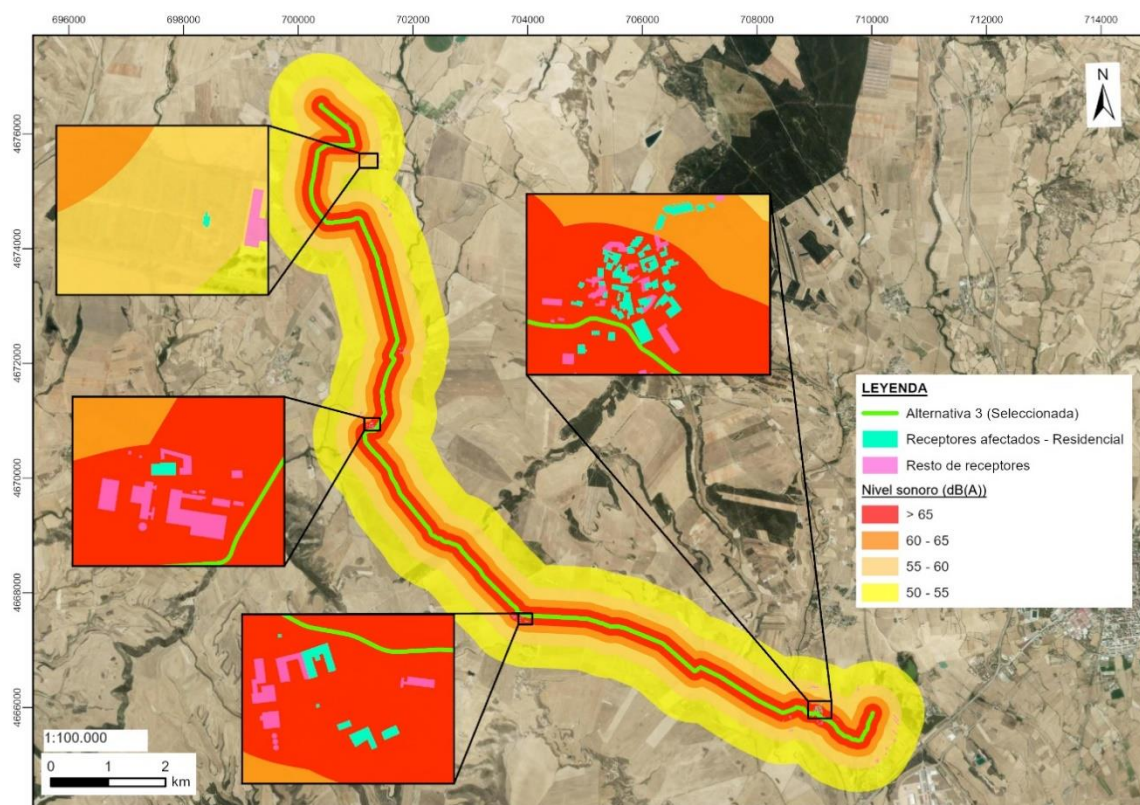 696000 698000 700000 702000 704000 706000 708000 710000 712000 714000
N
4676000
4674000
4672000
4670000
4668000
4666000
LEYENDA
Alternativa 3 (Seleccionada)
Receptores afectados - Residencial
Resto de receptores
Nivel sonoro (dB(A))
> 65
60 - 65
55 - 60
50 - 55
1:100.000
0 1 2
km